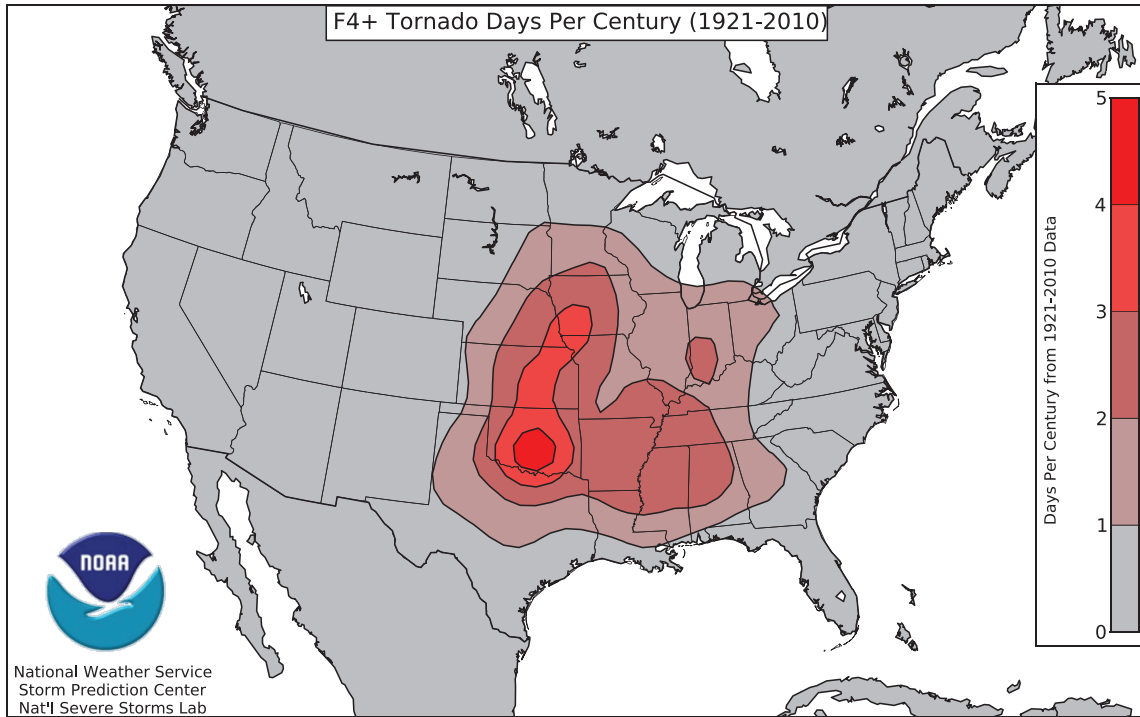 F4+ Tornado Days Per Century (1921-2010)
5
4
3
2
1
0
Days Per Century from 1921-2010 Data
NOAA
National Weather Service
Storm Prediction Center
Nat'l Severe Storms Lab